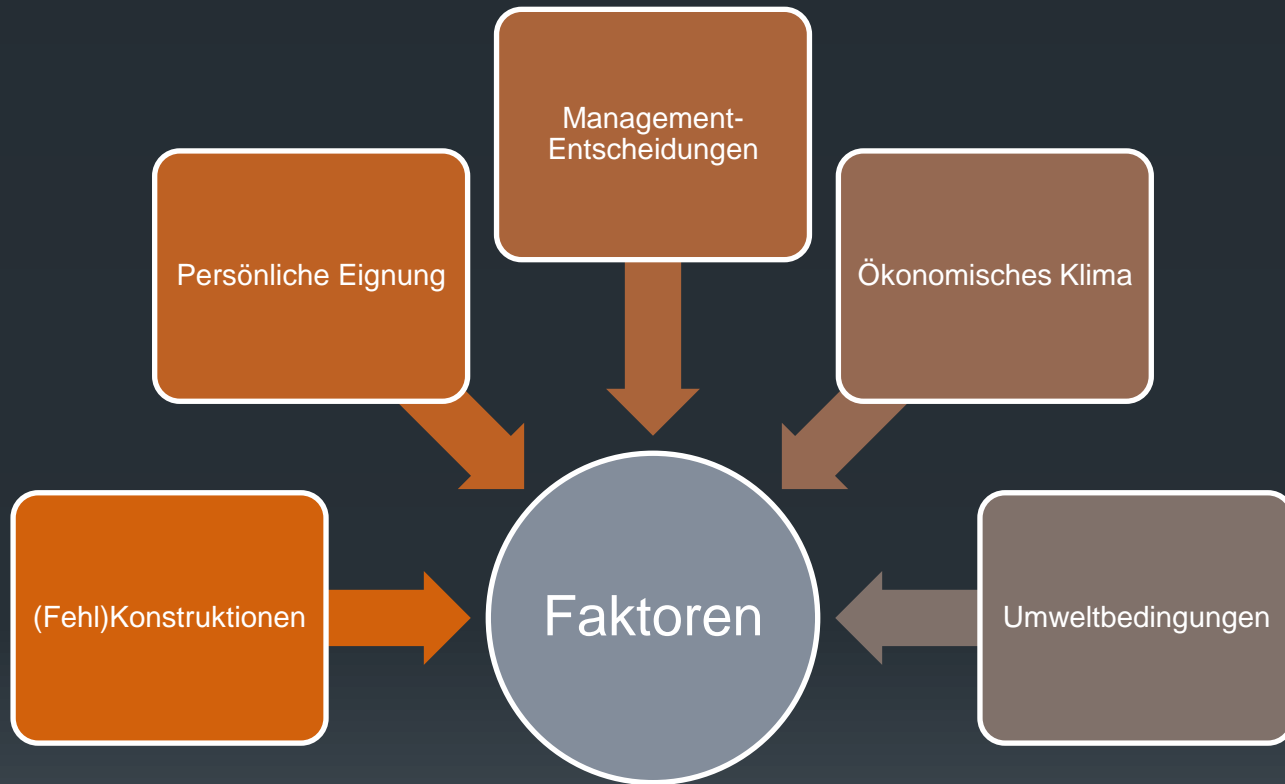 Management-
Entscheidungen
Persönliche Eignung
Ökonomisches Klima
(Fehl)Konstruktionen
Faktoren
Umweltbedingungen